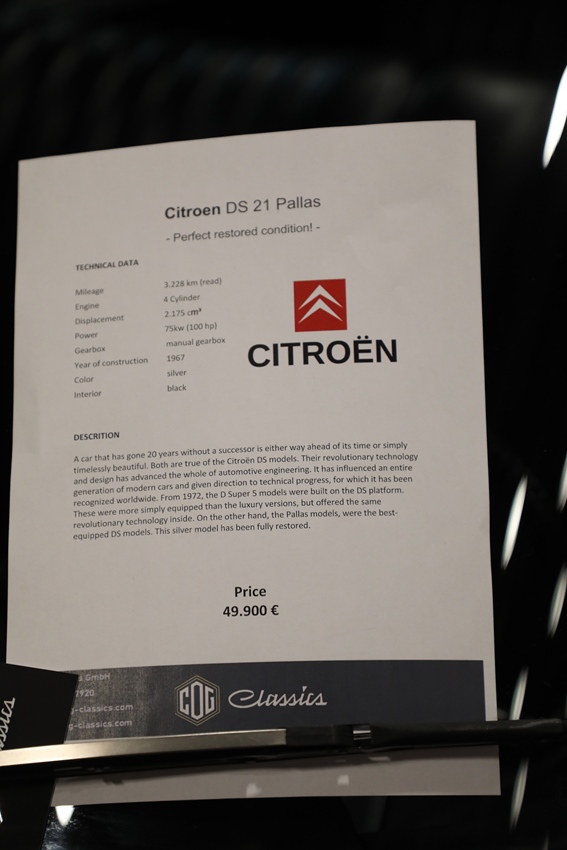 Citroen DS 21 Pallas
- Perfect restored condition! -
TECHNICAL DATA
Mileage 3.228 km (read)
Engine 4 Cylinder
Displacement 2.175 cm³
Power 75kw (100 hp)
Gearbox manual gearbox
Year of construction 1967
Color silver
Interior black
CITROËN
DESCRITION
A car that has gone 20 years without a successor is either way ahead of its time or simply
timelessly beautiful. Both are true of the Citroën DS models. Their revolutionary technology
and design has advanced the whole of automotive engineering. It has influenced an entire
generation of modern cars and given direction to technical progress, for which it has been
recognized worldwide. From 1972, the D Super 5 models were built on the DS platform.
These were more simply equipped than the luxury versions, but offered the same
revolutionary technology inside. On the other hand, the Pallas models, were the best-
equipped DS models. This silver model has been fully restored.
Price
49.900 €
GmbH
2920
-classics.com
g-classics.com
COG Classics